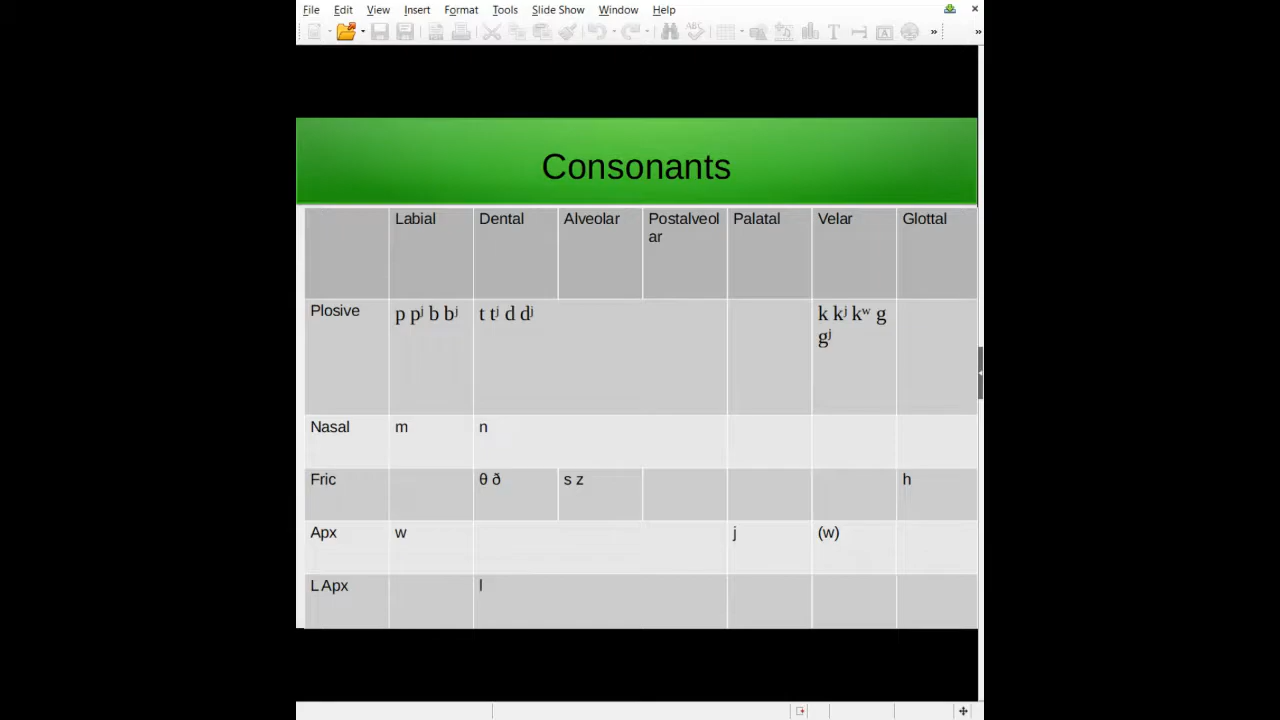 File Edit View Insert Format Tools Slide Show Window Help
Consonants
Labial Dental Alveolar Postalveol Palatal Velar Glottal
ar
Plosive p pʲ b bʲ t tʲ d dʲ k kʲ kʷ g
gʲ
Nasal m n
Fric θ ð s z h
Apx w j (w)
L Apx l